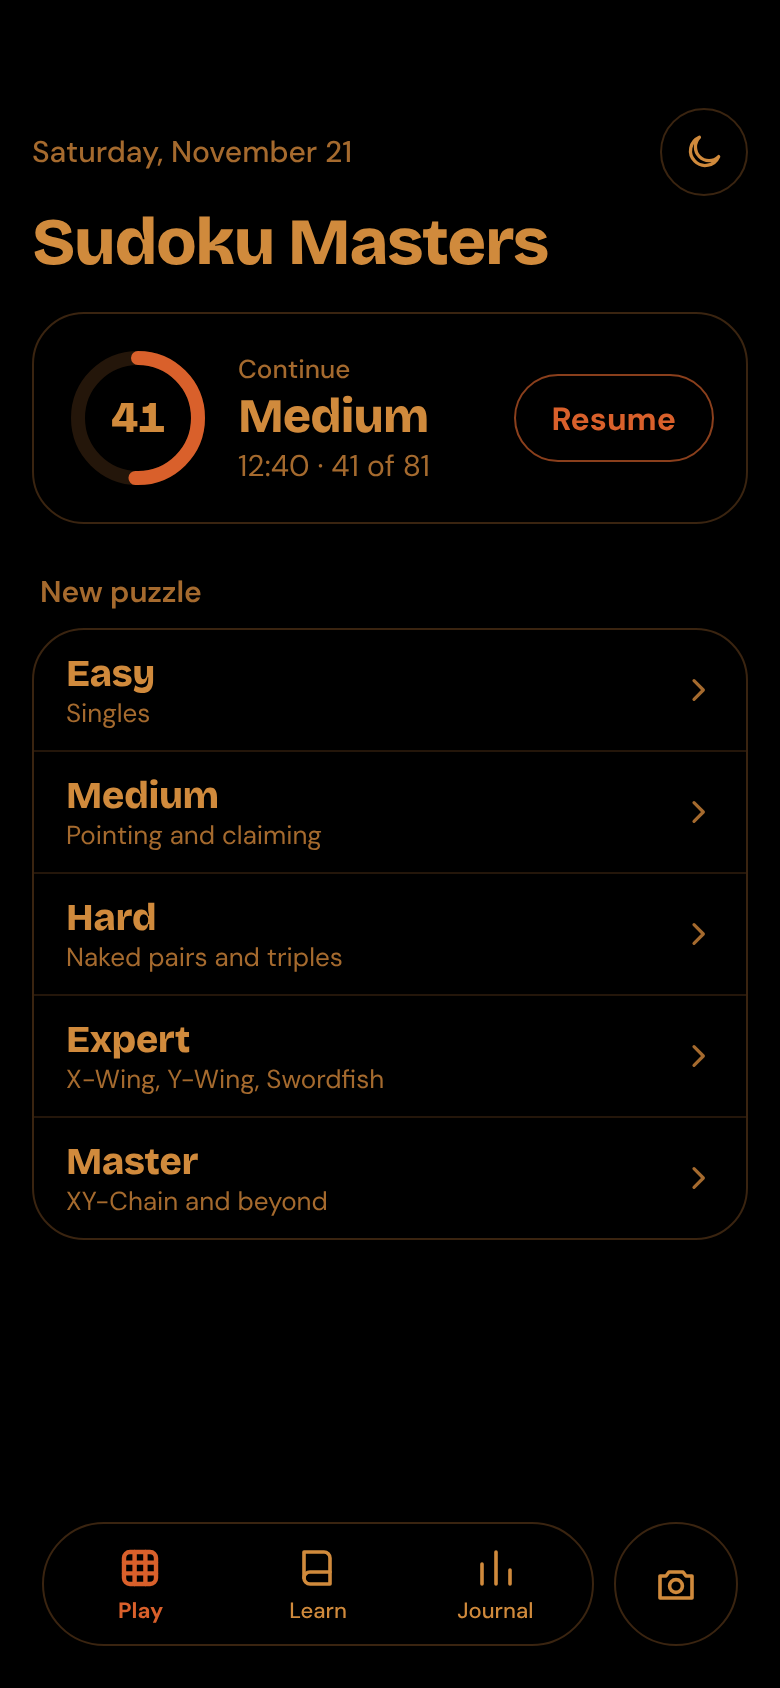 Saturday, November 21
Sudoku Masters
41
Continue
Medium
12:40 · 41 of 81
Resume
New puzzle
Easy
Singles
Medium
Pointing and claiming
Hard
Naked pairs and triples
Expert
X-Wing, Y-Wing, Swordfish
Master
XY-Chain and beyond
Play
Learn
Journal